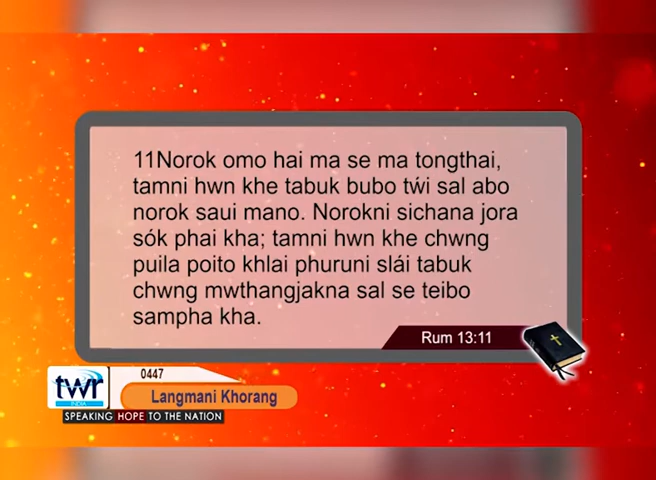 11Norok omo hai ma se ma tongthai,
tamni hwn khe tabuk bubo tẃi sal abo
norok saui mano. Norokni sichana jora
sók phai kha; tamni hwn khe chwng
puila poito khlai phuruni slái tabuk
chwng mwthangjakna sal se teibo
sampha kha.
Rum 13:11
0447
twr
INDIA
Langmani Khorang
SPEAKING HOPE TO THE NATION